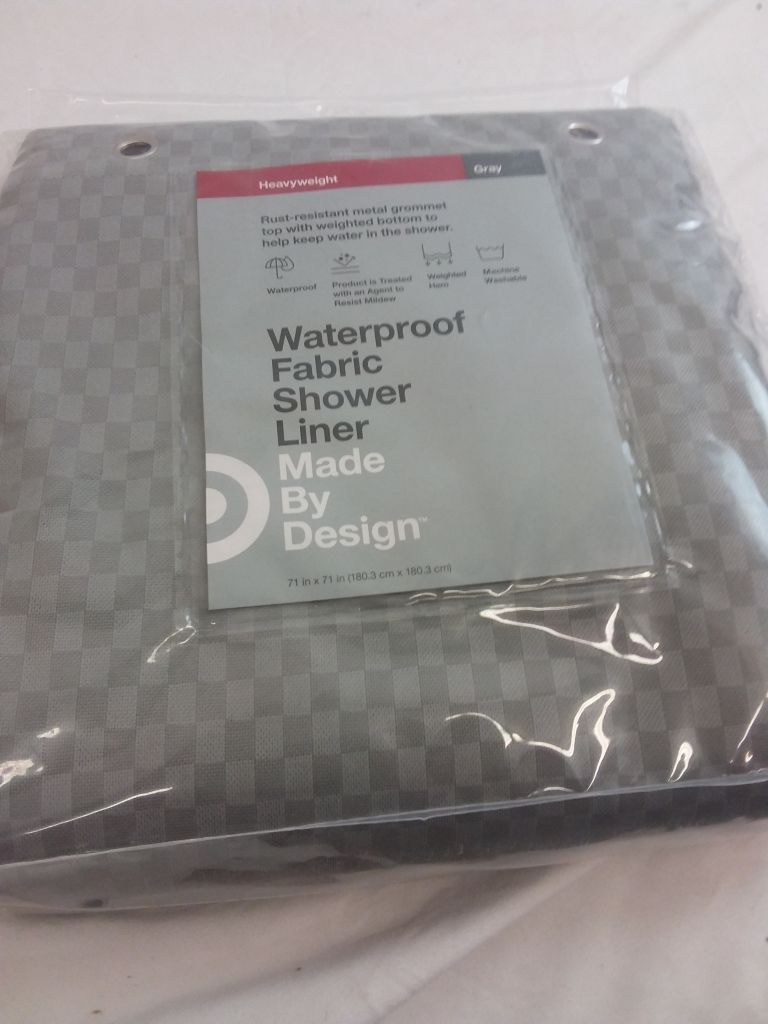 Heavyweight
Gray
Rust-resistant metal grommet
top with weighted bottom to
help keep water in the shower.
Waterproof
Product is Treated
with an Agent to
Resist Mildew
Weighted
Hem
Machine
Washable
Waterproof
Fabric
Shower
Liner
Made
By
Design™
71 in x 71 in (180.3 cm x 180.3 cm)